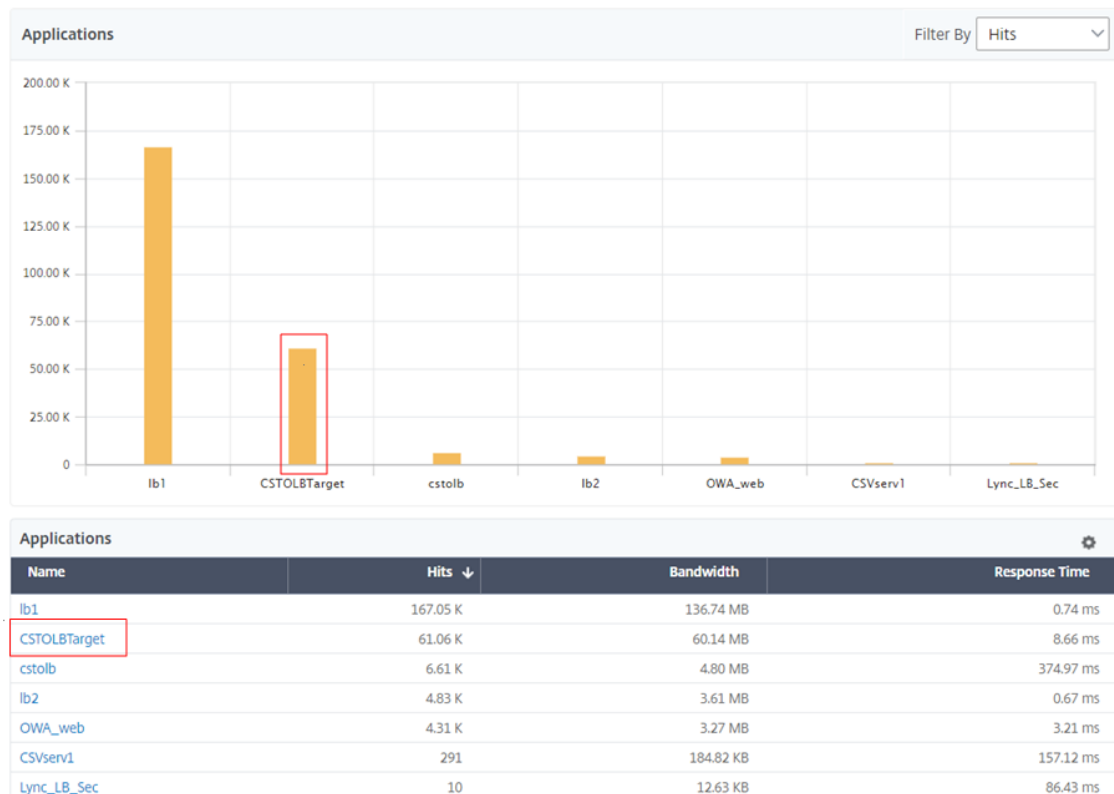 Applications
Filter By Hits
200.00 K
175.00 K
150.00 K
125.00 K
100.00 K
75.00 K
50.00 K
25.00 K
0
lb1 CSTOLBTarget cstolb lb2 OWA_web CSVserv1 Lync_LB_Sec
Applications
Name Hits Bandwidth Response Time
lb1 167.05 K 136.74 MB 0.74 ms
CSTOLBTarget 61.06 K 60.14 MB 8.66 ms
cstolb 6.61 K 4.80 MB 374.97 ms
lb2 4.83 K 3.61 MB 0.67 ms
OWA_web 4.31 K 3.27 MB 3.21 ms
CSVserv1 291 184.82 KB 157.12 ms
Lync_LB_Sec 10 12.63 KB 86.43 ms